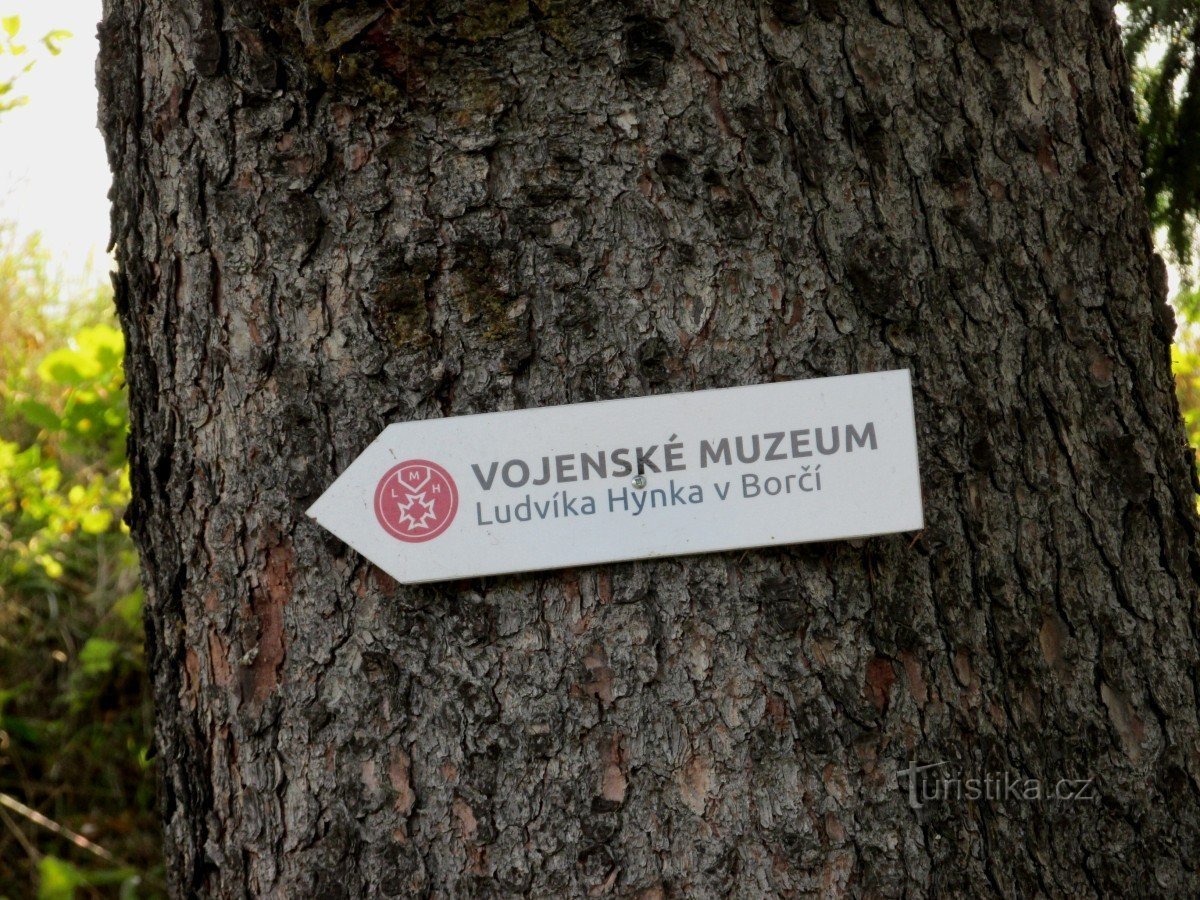 VOJENSKÉ MUZEUM
Ludvíka Hynka v Borčí
L M H
Turistika.cz